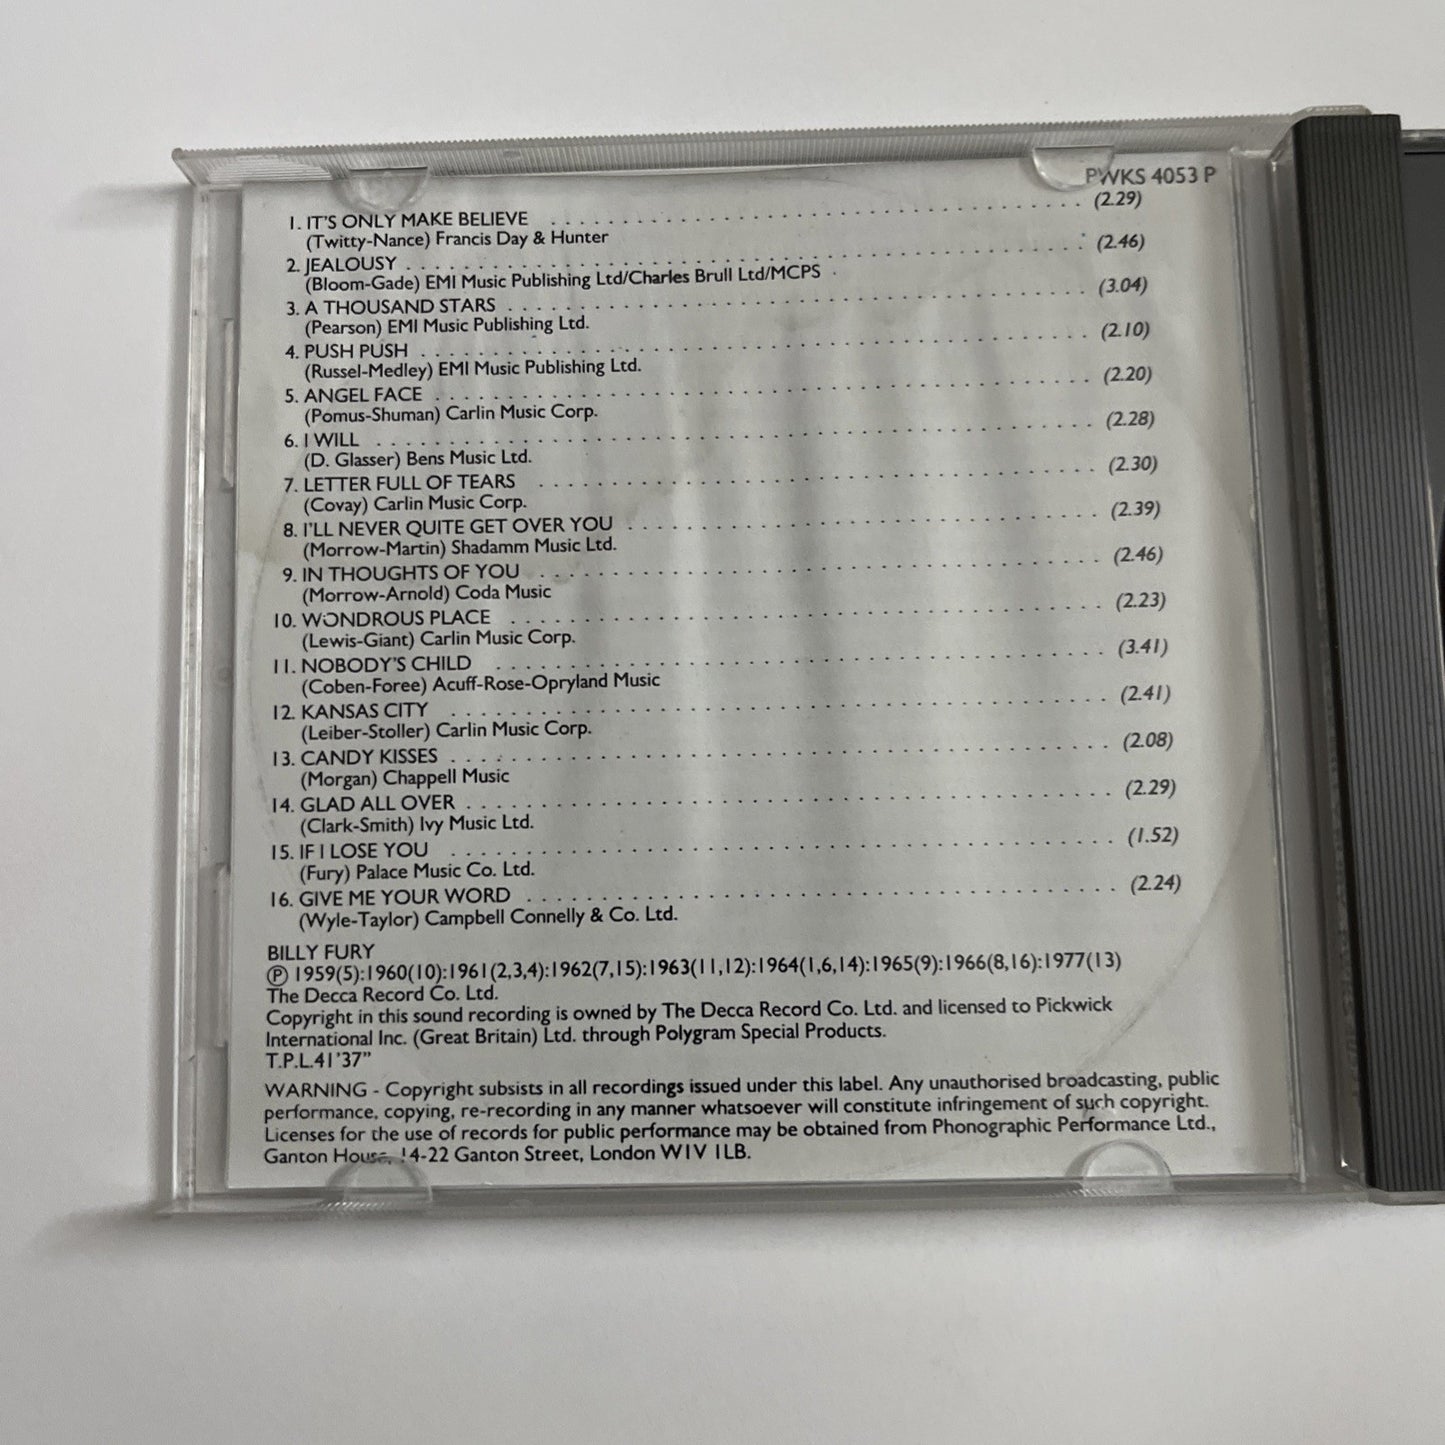 PWKS 4053 P
1. IT'S ONLY MAKE BELIEVE . . . . . . . . . . . . . . . . . . . . (2.29)
(Twitty-Nance) Francis Day & Hunter
2. JEALOUSY . . . . . . . . . . . . . . . . . . . . (2.46)
(Bloom-Gade) EMI Music Publishing Ltd/Charles Brull Ltd/MCPS
3. A THOUSAND STARS . . . . . . . . . . . . . . . . . . . . (3.04)
(Pearson) EMI Music Publishing Ltd.
4. PUSH PUSH . . . . . . . . . . . . . . . . . . . . (2.10)
(Russel-Medley) EMI Music Publishing Ltd.
5. ANGEL FACE . . . . . . . . . . . . . . . . . . . . (2.20)
(Pomus-Shuman) Carlin Music Corp.
6. I WILL . . . . . . . . . . . . . . . . . . . . (2.28)
(D. Glasser) Bens Music Ltd.
7. LETTER FULL OF TEARS . . . . . . . . . . . . . . . . . . . . (2.30)
(Covay) Carlin Music Corp.
8. I'LL NEVER QUITE GET OVER YOU . . . . . . . . . . . . . . . . . . . . (2.39)
(Morrow-Martin) Shadamm Music Ltd.
9. IN THOUGHTS OF YOU . . . . . . . . . . . . . . . . . . . . (2.46)
(Morrow-Arnold) Coda Music
10. WONDROUS PLACE . . . . . . . . . . . . . . . . . . . . (2.23)
(Lewis-Giant) Carlin Music Corp.
11. NOBODY'S CHILD . . . . . . . . . . . . . . . . . . . . (3.41)
(Coben-Foree) Acuff-Rose-Opryland Music
12. KANSAS CITY . . . . . . . . . . . . . . . . . . . . (2.41)
(Leiber-Stoller) Carlin Music Corp.
13. CANDY KISSES . . . . . . . . . . . . . . . . . . . . (2.08)
(Morgan) Chappell Music
14. GLAD ALL OVER . . . . . . . . . . . . . . . . . . . . (2.29)
(Clark-Smith) Ivy Music Ltd.
15. IF I LOSE YOU . . . . . . . . . . . . . . . . . . . . (1.52)
(Fury) Palace Music Co. Ltd.
16. GIVE ME YOUR WORD . . . . . . . . . . . . . . . . . . . . (2.24)
(Wyle-Taylor) Campbell Connelly & Co. Ltd.
BILLY FURY
℗ 1959(5):1960(10):1961(2,3,4):1962(7,15):1963(11,12):1964(1,6,14):1965(9):1966(8,16):1977(13)
The Decca Record Co. Ltd.
Copyright in this sound recording is owned by The Decca Record Co. Ltd. and licensed to Pickwick
International Inc. (Great Britain) Ltd. through Polygram Special Products.
T.P.L.41'37"
WARNING - Copyright subsists in all recordings issued under this label. Any unauthorised broadcasting, public
performance, copying, re-recording in any manner whatsoever will constitute infringement of such copyright.
Licenses for the use of records for public performance may be obtained from Phonographic Performance Ltd.,
Ganton House, 14-22 Ganton Street, London W1V 1LB.